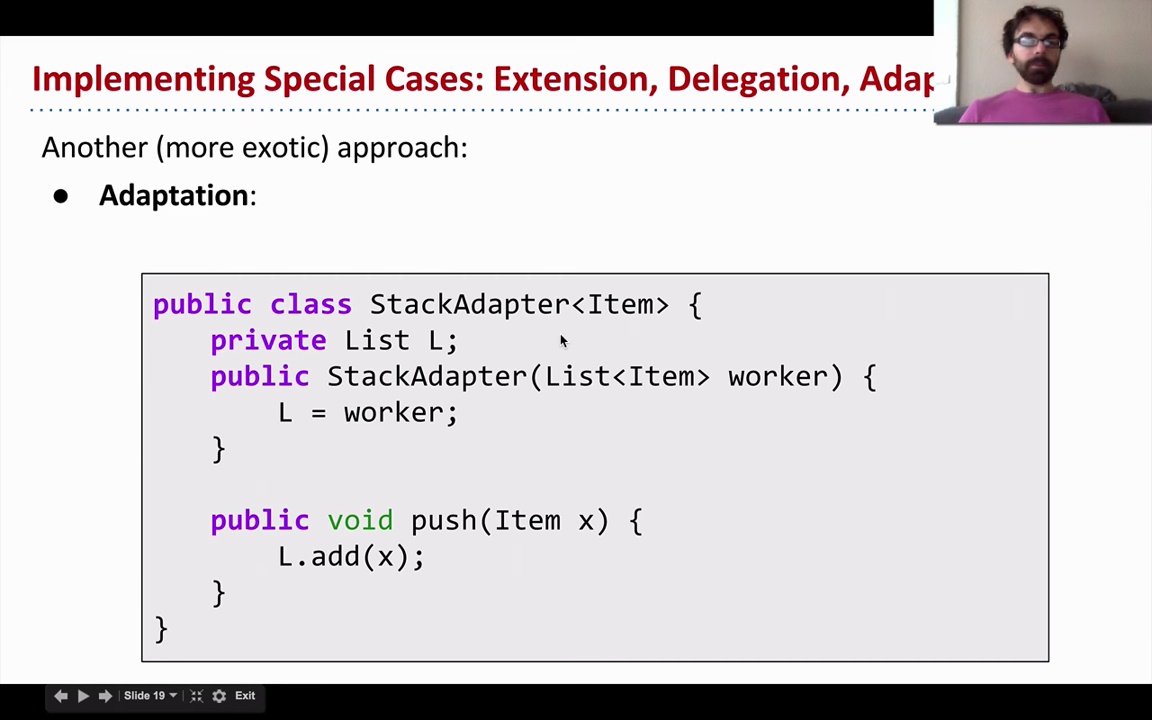 Implementing Special Cases: Extension, Delegation, Adap
Another (more exotic) approach:
● Adaptation:
public class StackAdapter<Item> {
private List L;
public StackAdapter(List<Item> worker) {
L = worker;
}
public void push(Item x) {
L.add(x);
}
}
Slide 19 Exit